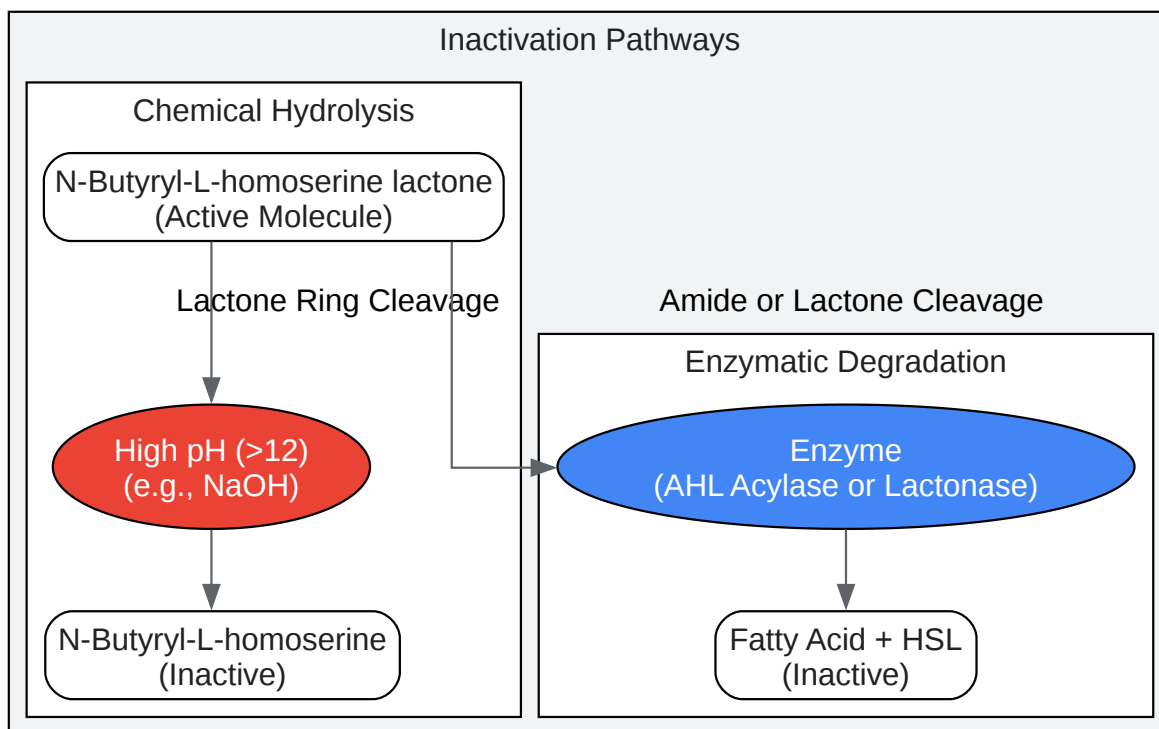 Inactivation Pathways
Chemical Hydrolysis
N-Butyryl-L-homoserine lactone
(Active Molecule)
Lactone Ring Cleavage
High pH (>12)
(e.g., NaOH)
N-Butyryl-L-homoserine
(Inactive)
Amide or Lactone Cleavage
Enzymatic Degradation
Enzyme
(AHL Acylase or Lactonase)
Fatty Acid + HSL
(Inactive)